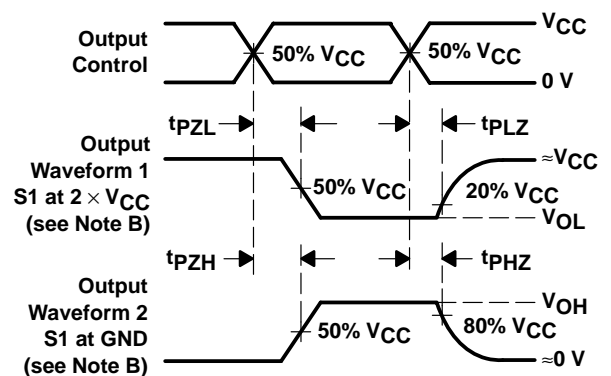 Output
Control
50% VCC
50% VCC
VCC
0 V
tPZL
tPLZ
Output
Waveform 1
S1 at 2 × VCC
(see Note B)
50% VCC
20% VCC
≈VCC
VOL
tPZH
tPHZ
Output
Waveform 2
S1 at GND
(see Note B)
50% VCC
80% VCC
VOH
≈0 V